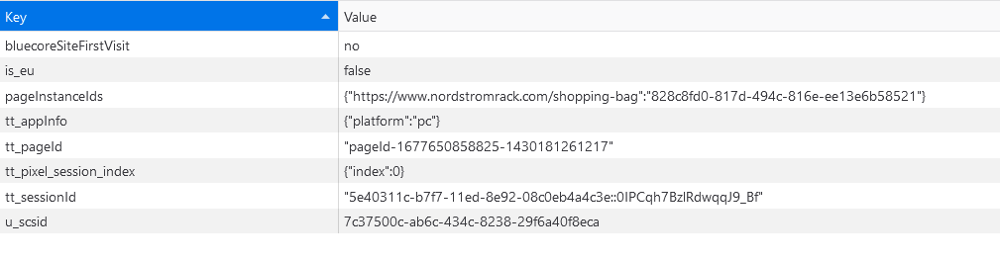 Key Value
bluecoreSiteFirstVisit no
is_eu false
pageInstanceIds {"https://www.nordstromrack.com/shopping-bag":"828c8fd0-817d-494c-816e-ee13e6b58521"}
tt_appInfo {"platform":"pc"}
tt_pageId "pageId-1677650858825-1430181261217"
tt_pixel_session_index {"index":0}
tt_sessionId "5e40311c-b7f7-11ed-8e92-08c0eb4a4c3e::0IPCqh7BzlRdwqqJ9_Bf"
u_scsid 7c37500c-ab6c-434c-8238-29f6a40f8eca